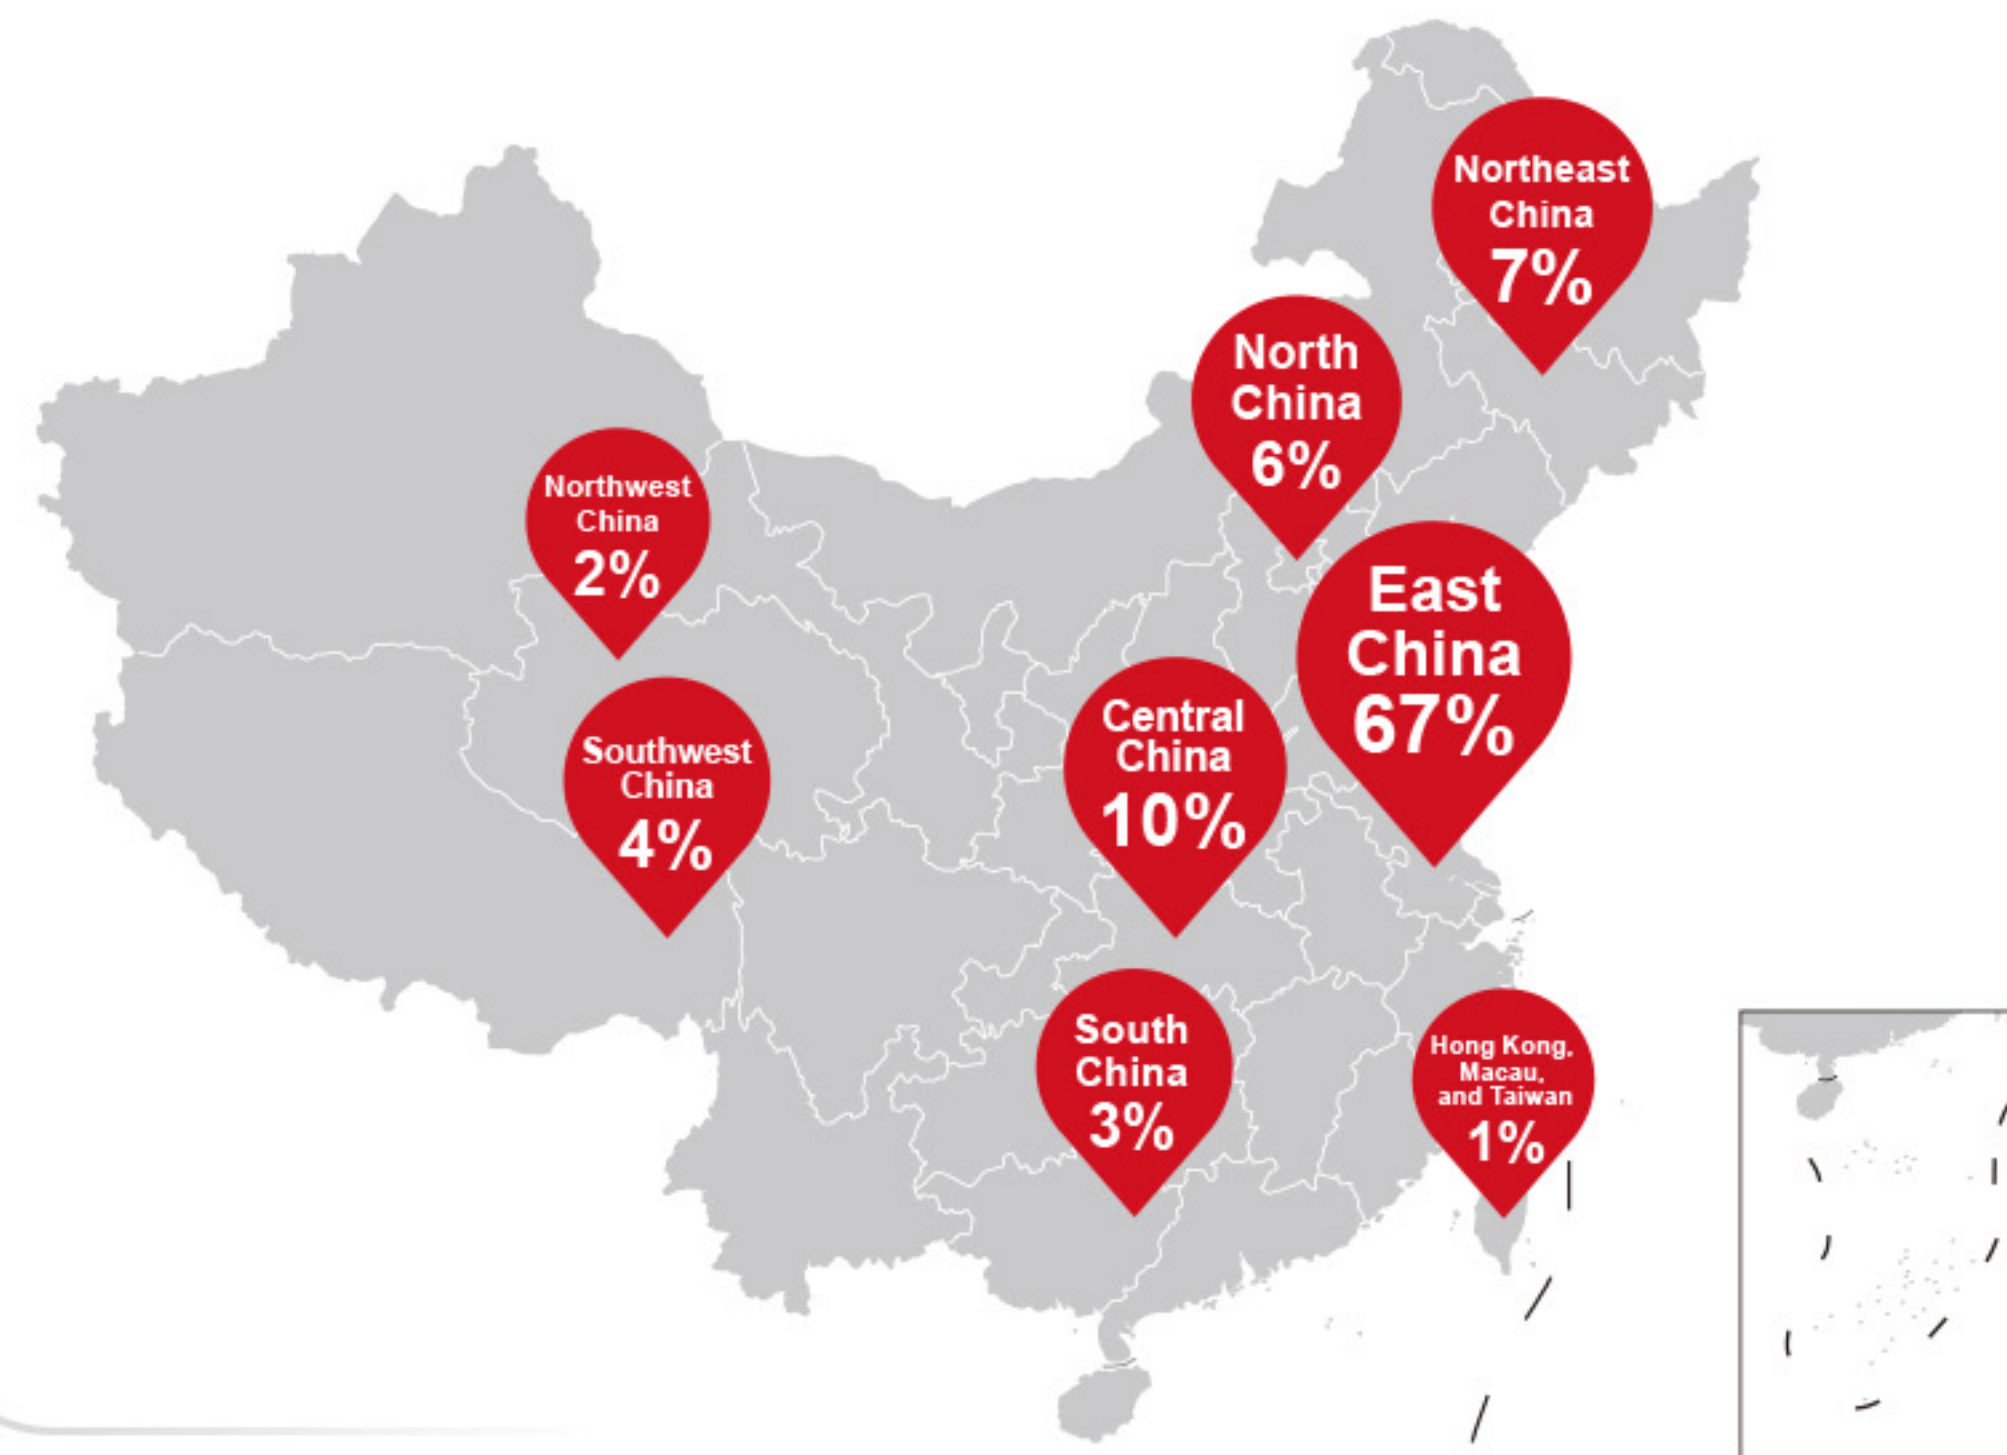 Northeast
China
7%
North
China
6%
Northwest
China
2%
East
China
67%
Southwest
China
4%
Central
China
10%
South
China
3%
Hong Kong,
Macau,
and Taiwan
1%